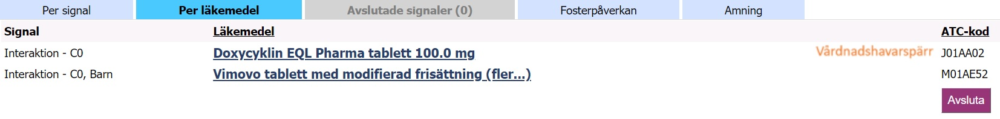 Per signal Per läkemedel Avslutade signaler (0) Fosterpåverkan Amning
Signal Läkemedel ATC-kod
Interaktion - C0 Doxycyklin EQL Pharma tablett 100.0 mg Vårdnadshavarspärr J01AA02
Interaktion - C0, Barn Vimovo tablett med modifierad frisättning (fler...) M01AE52
Avsluta